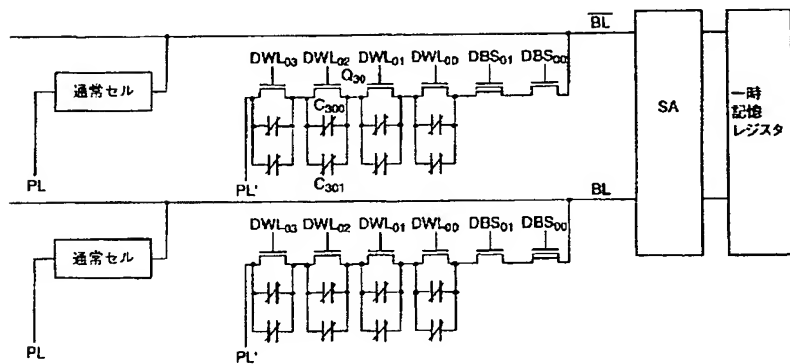 BL
DWL03 DWL02 DWL01 DWL00 DBS01 DBS00
Q30
通常セル
C300
SA
一時
記憶
レジスタ
C301
PL
PL'
BL
DWL03 DWL02 DWL01 DWL00 DBS01 DBS00
通常セル
PL
PL'